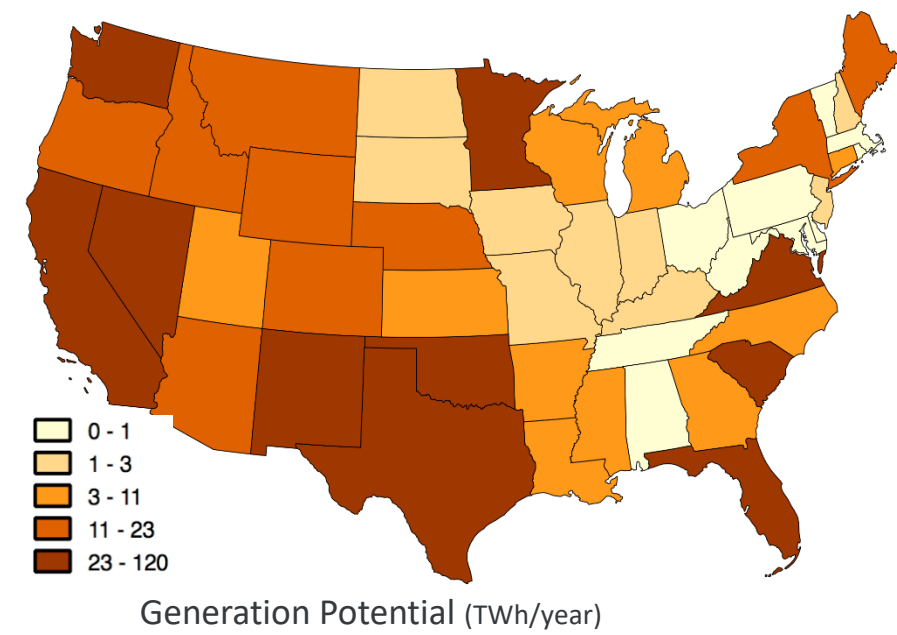 0 - 1
1 - 3
3 - 11
11 - 23
23 - 120
Generation Potential (TWh/year)